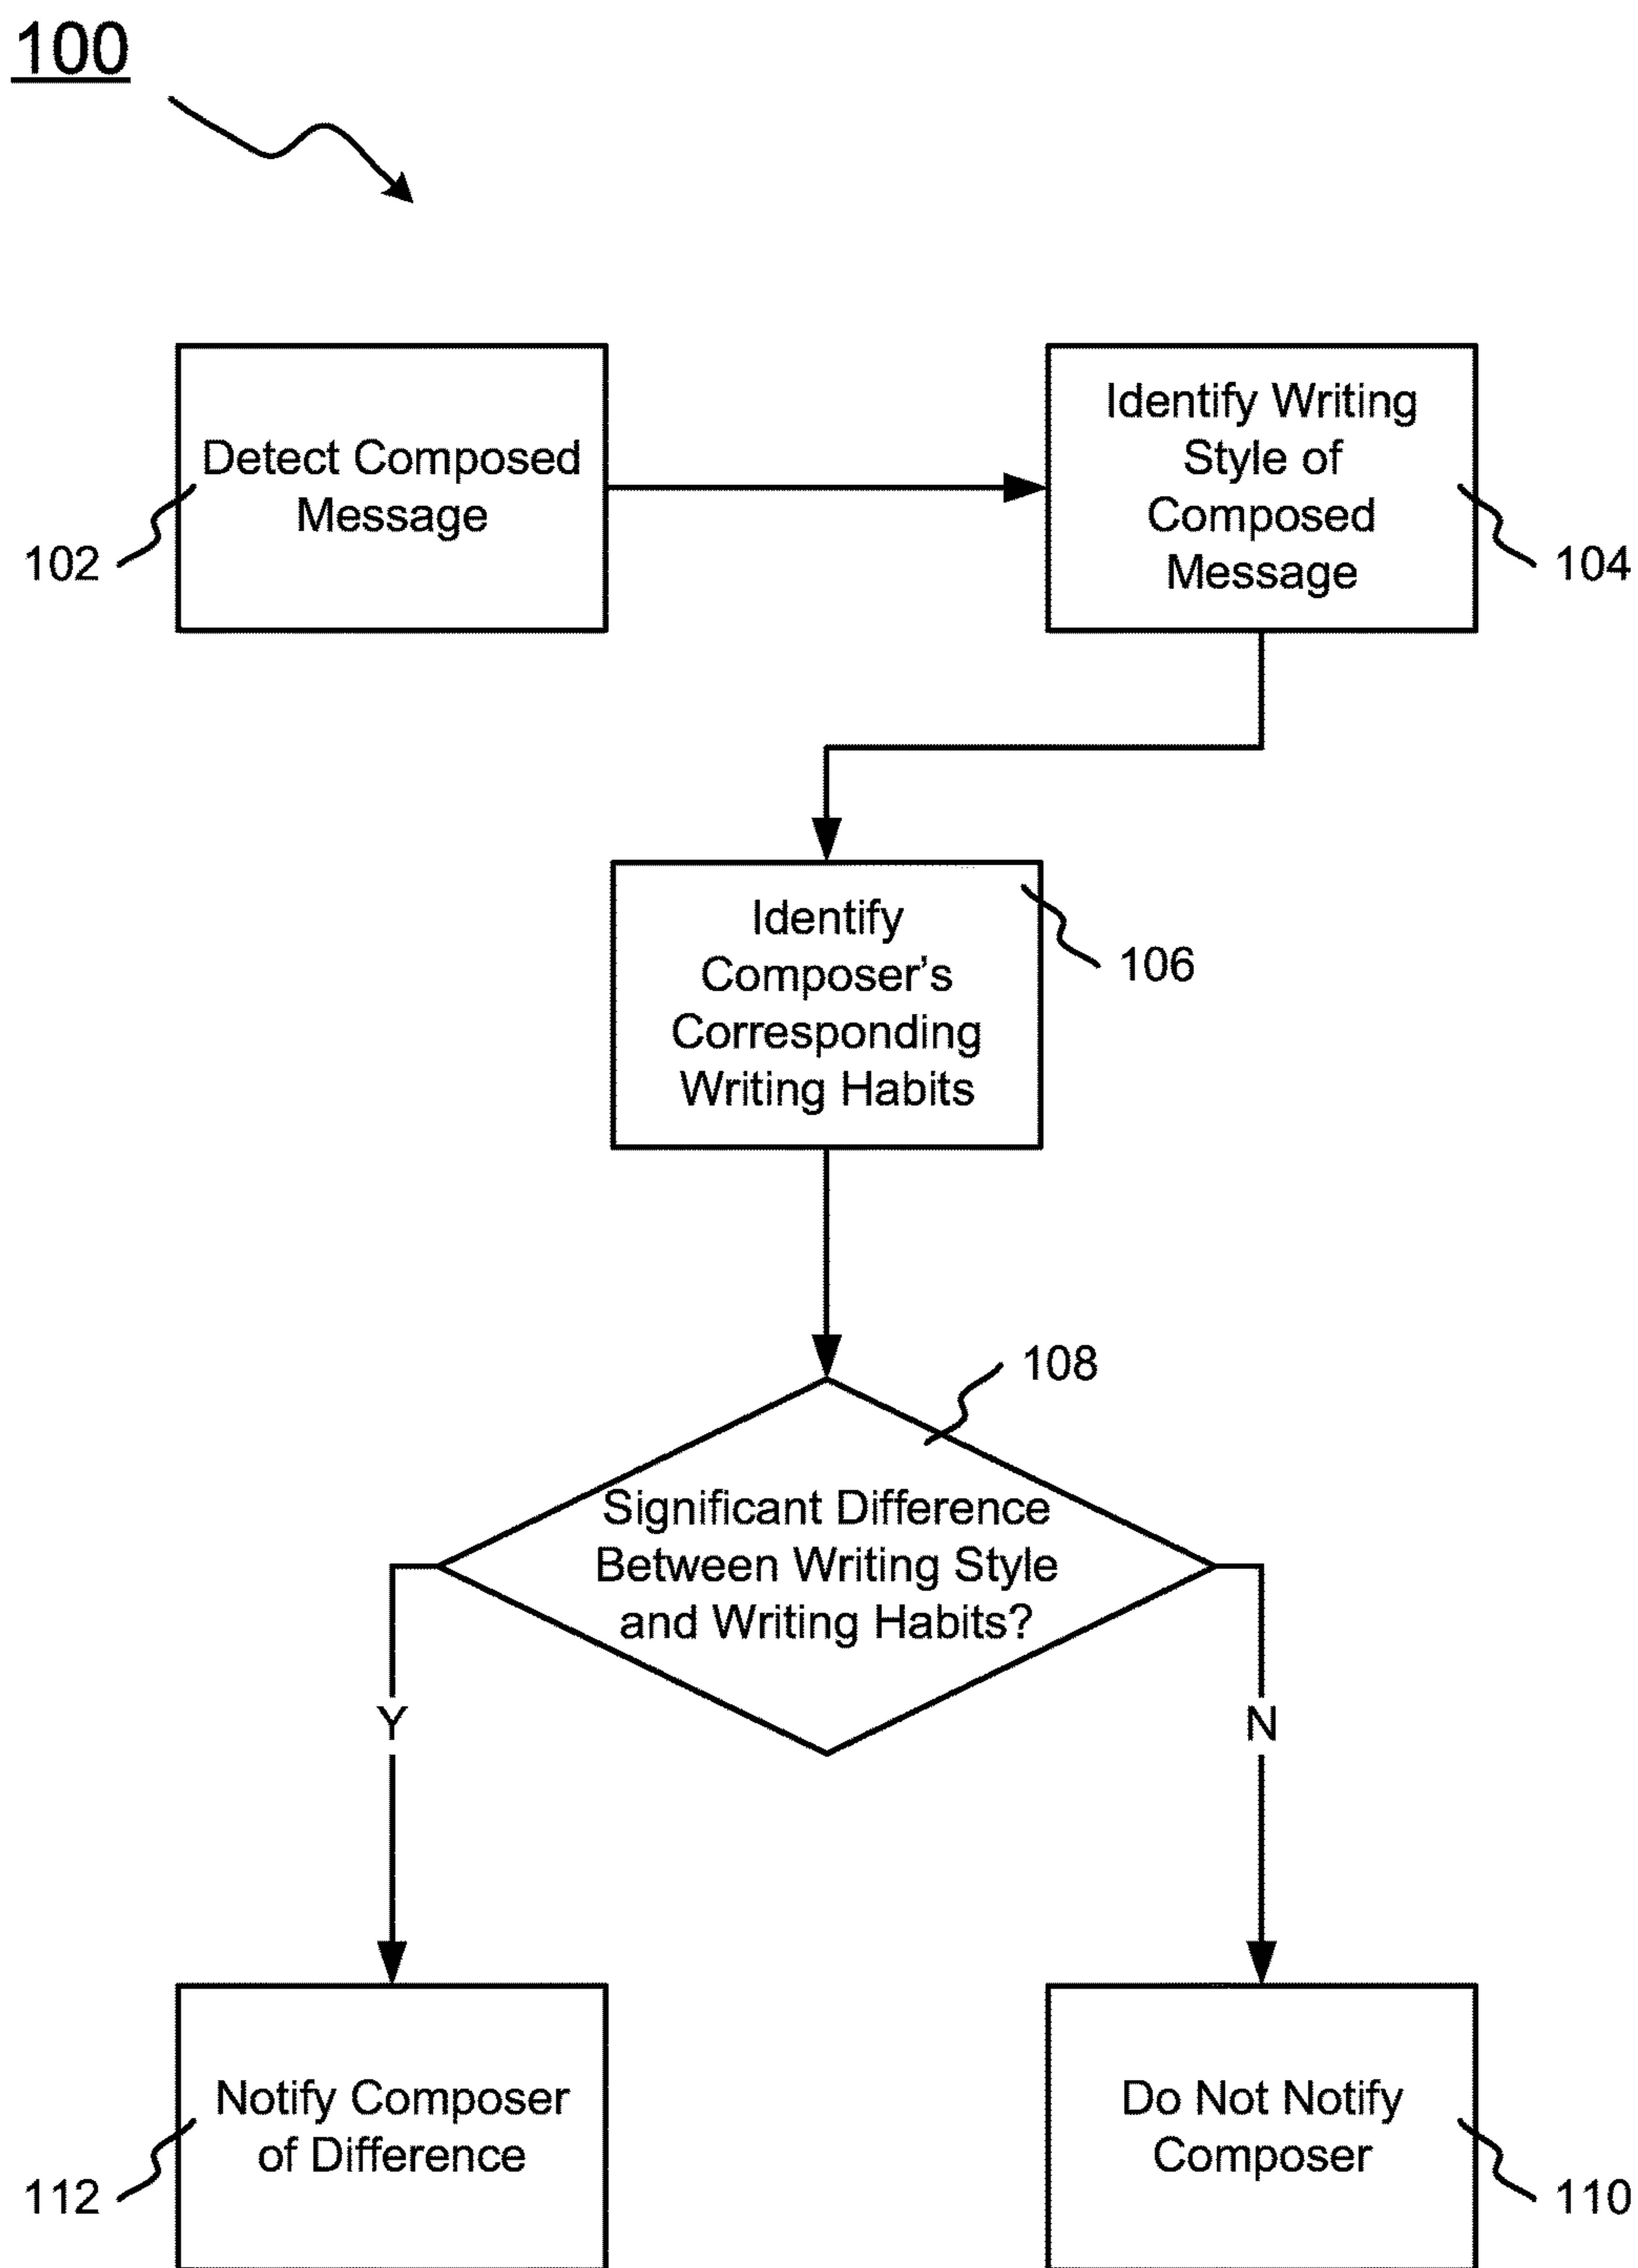 100
Detect Composed
Message
102
Identify Writing
Style of
Composed
Message
104
Identify
Composer's
Corresponding
Writing Habits
106
108
Significant Difference
Between Writing Style
and Writing Habits?
Y
N
Notify Composer
of Difference
112
Do Not Notify
Composer
110